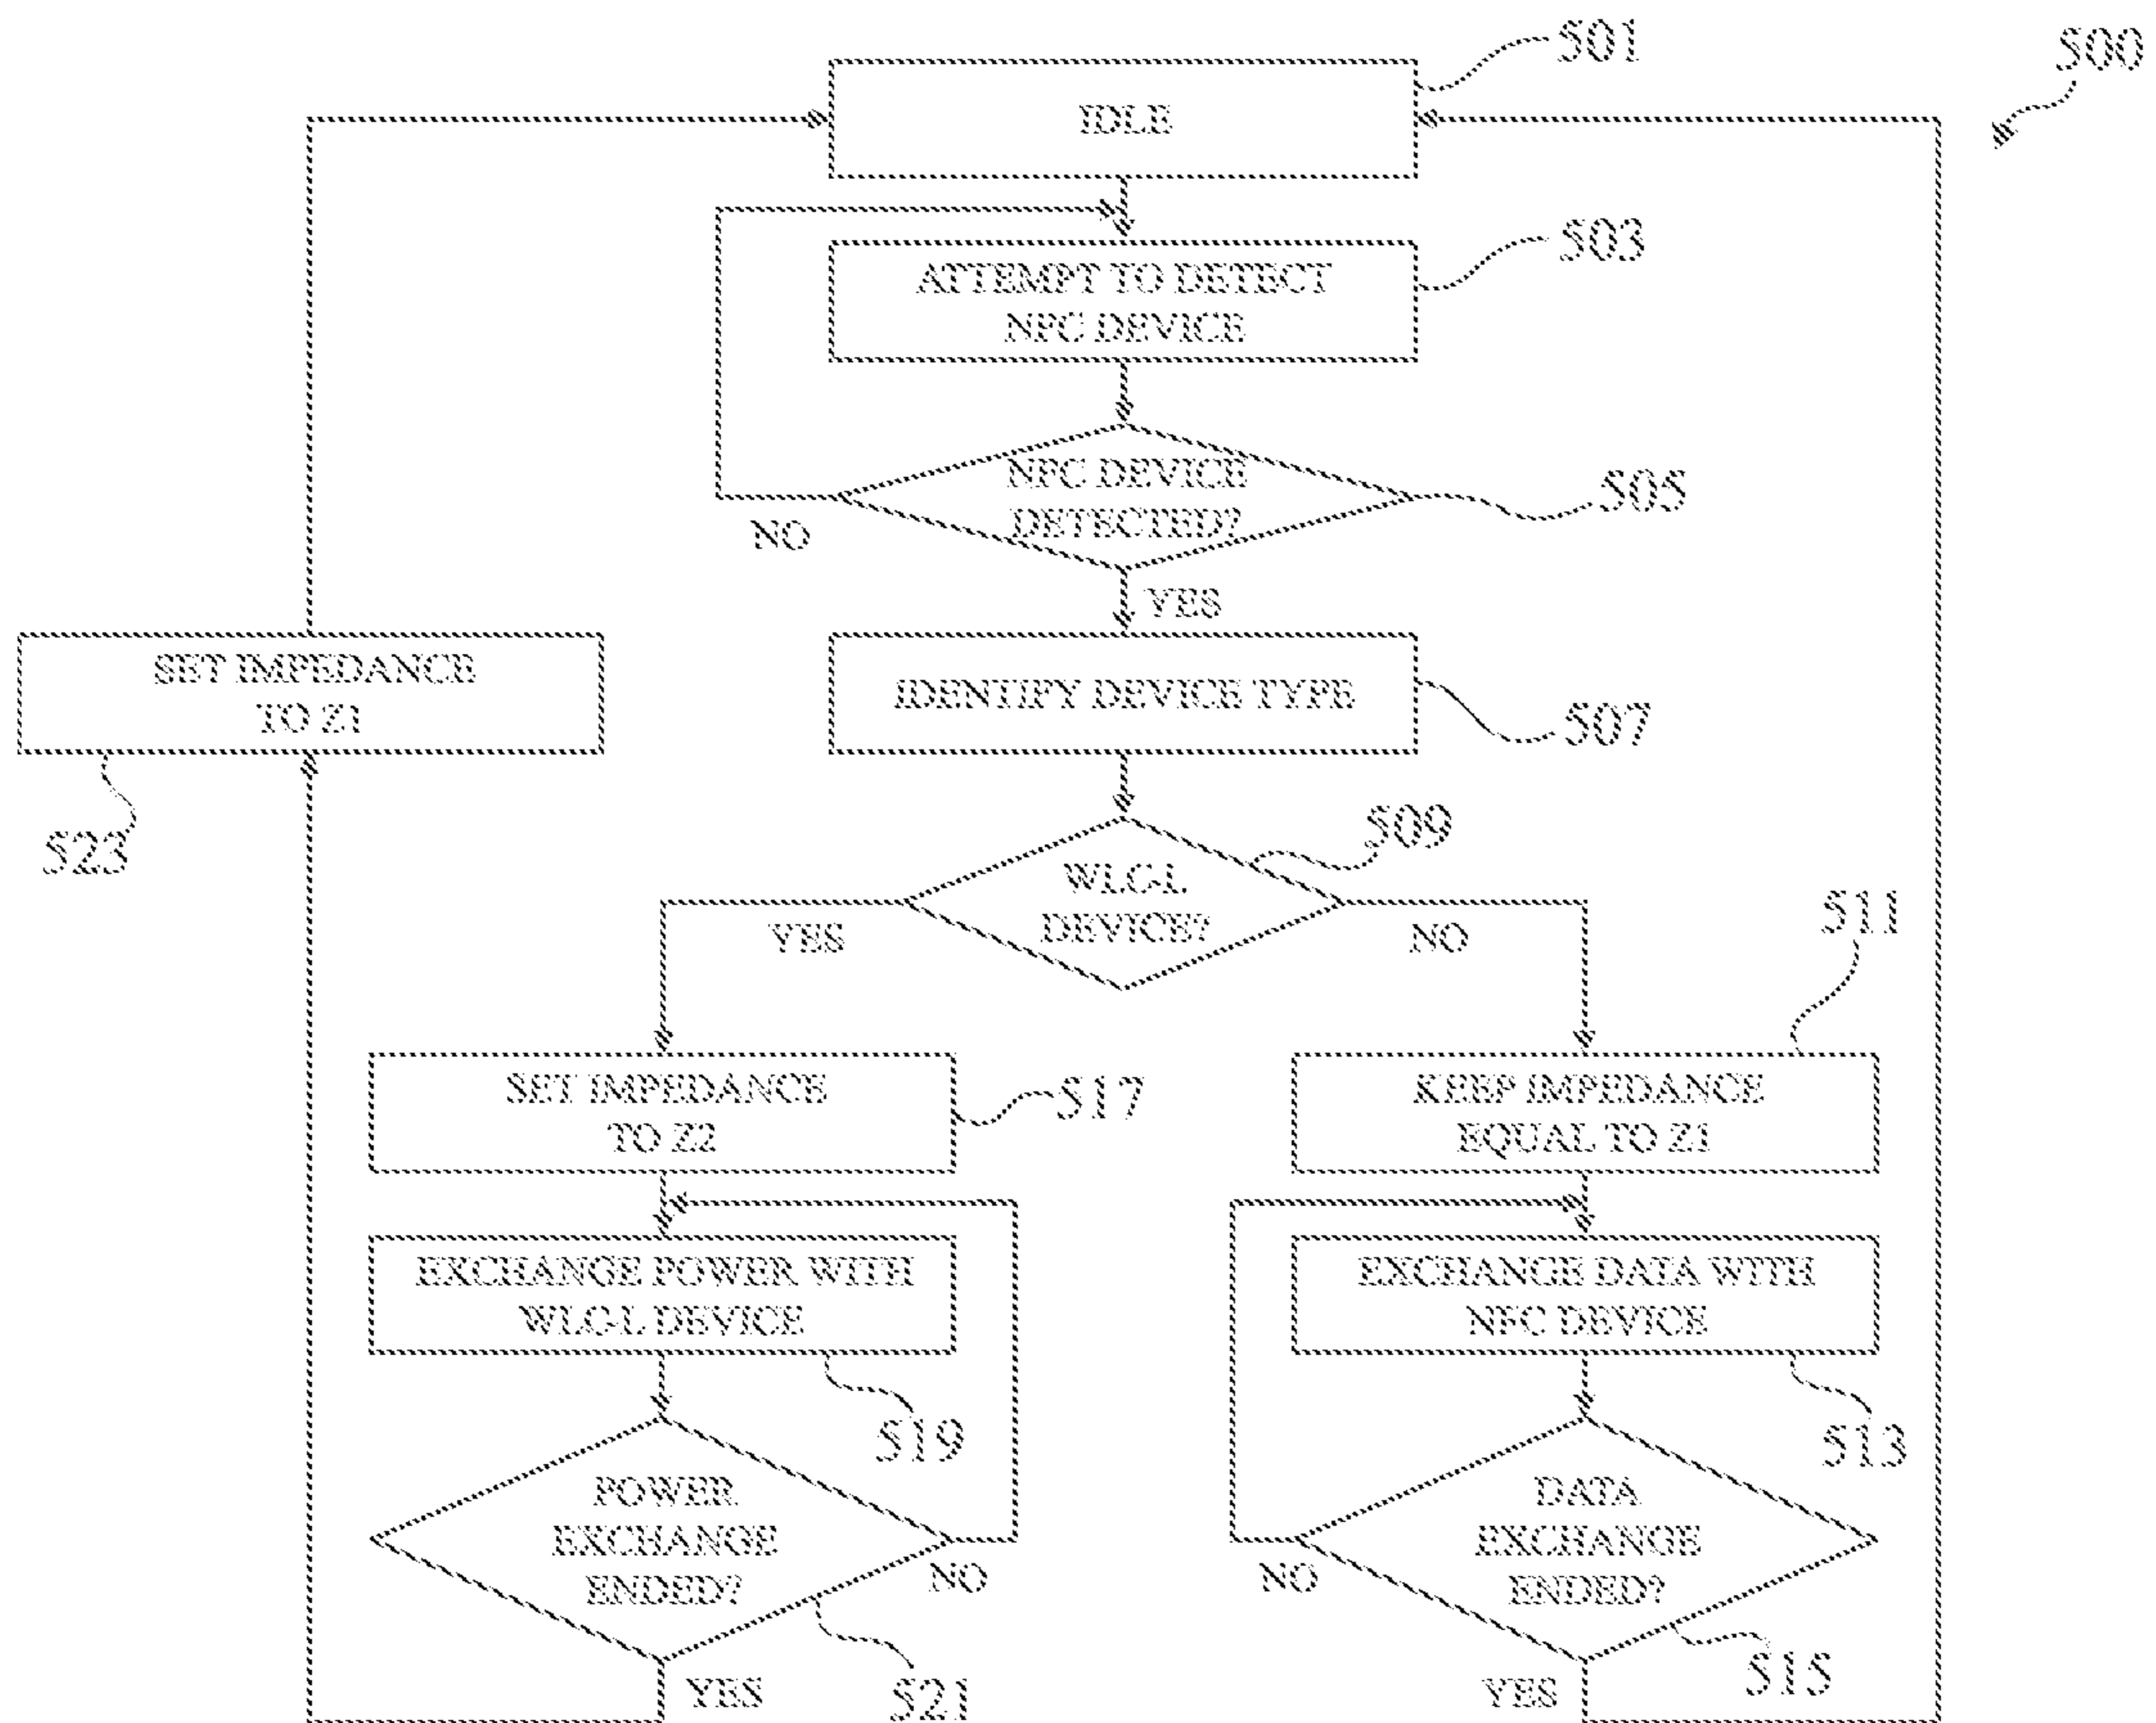 501
500
IDLE
503
ATTEMPT TO DETECT
NFC DEVICE
NFC DEVICE
DETECTED?
505
NO
YES
SET IMPEDANCE
TO Z1
523
IDENTIFY DEVICE TYPE
507
509
WLC-L
DEVICE?
YES
NO
511
SET IMPEDANCE
TO Z2
517
KEEP IMPEDANCE
EQUAL TO Z1
EXCHANGE POWER WITH
WLC-L DEVICE
519
EXCHANGE DATA WITH
NFC DEVICE
513
POWER
EXCHANGE
ENDED?
NO
YES
521
DATA
EXCHANGE
ENDED?
NO
YES
515